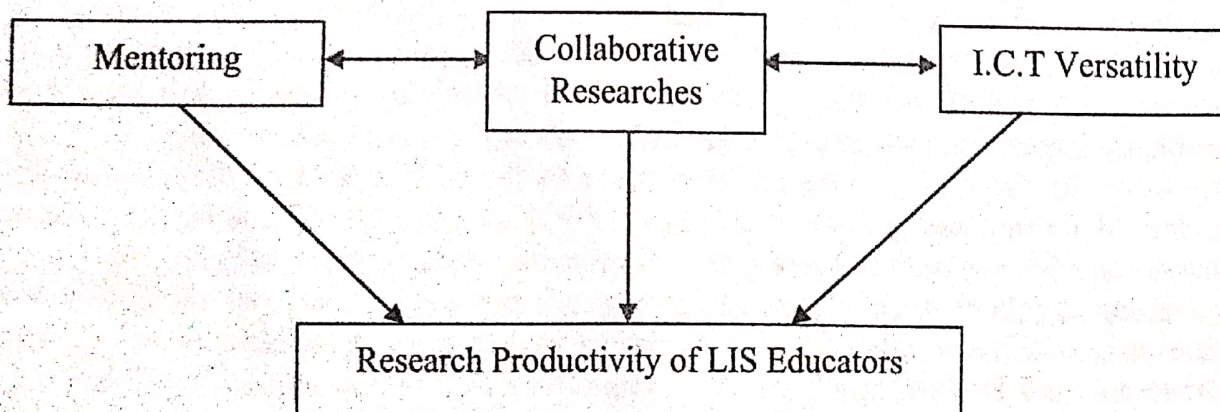 Mentoring
Collaborative
Researches
I.C.T Versatility
Research Productivity of LIS Educators